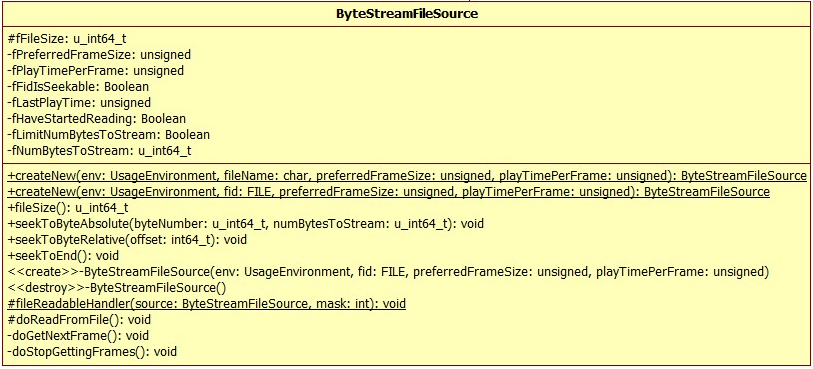 ByteStreamFileSource
#fFileSize: u_int64_t
-fPreferredFrameSize: unsigned
-fPlayTimePerFrame: unsigned
-fFidIsSeekable: Boolean
-fLastPlayTime: unsigned
-fHaveStartedReading: Boolean
-fLimitNumBytesToStream: Boolean
-fNumBytesToStream: u_int64_t
+createNew(env: UsageEnvironment, fileName: char, preferredFrameSize: unsigned, playTimePerFrame: unsigned): ByteStreamFileSource
+createNew(env: UsageEnvironment, fid: FILE, preferredFrameSize: unsigned, playTimePerFrame: unsigned): ByteStreamFileSource
+fileSize(): u_int64_t
+seekToByteAbsolute(byteNumber: u_int64_t, numBytesToStream: u_int64_t): void
+seekToByteRelative(offset: int64_t): void
+seekToEnd(): void
<<create>>-ByteStreamFileSource(env: UsageEnvironment, fid: FILE, preferredFrameSize: unsigned, playTimePerFrame: unsigned)
<<destroy>>-ByteStreamFileSource()
#fileReadableHandler(source: ByteStreamFileSource, mask: int): void
#doReadFromFile(): void
-doGetNextFrame(): void
-doStopGettingFrames(): void